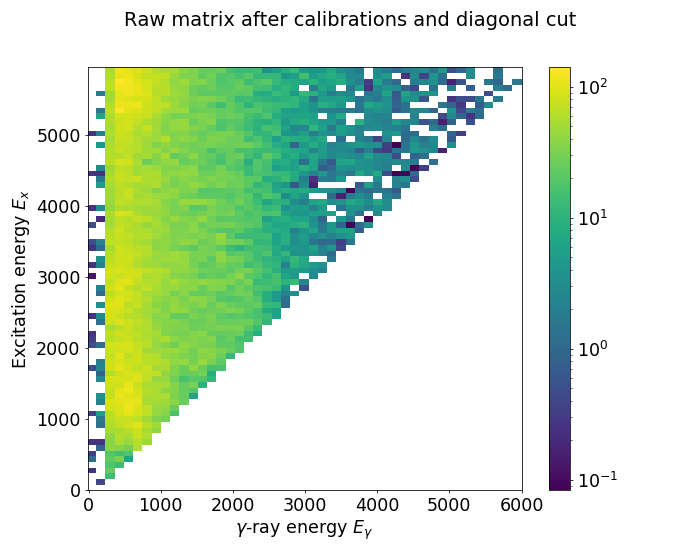 Raw matrix after calibrations and diagonal cut
Excitation energy $E_x$
5000
4000
3000
2000
1000
0
0 1000 2000 3000 4000 5000 6000
γ-ray energy $E_γ$
10²
10¹
10⁰
10⁻¹